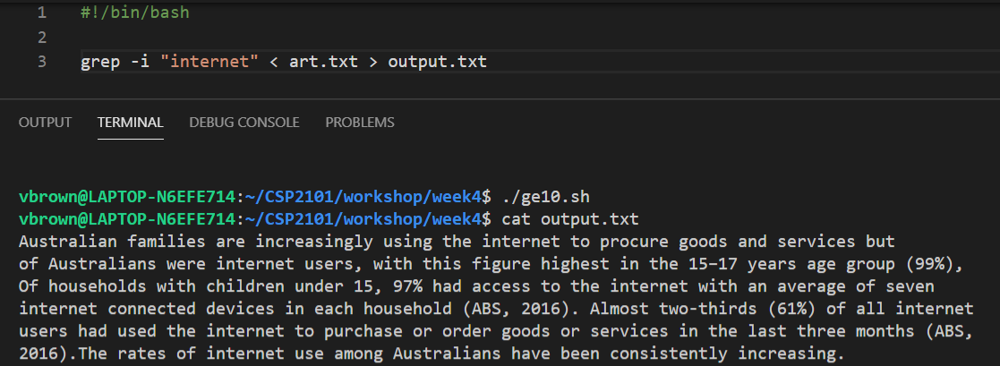 1 #!/bin/bash
2
3 grep -i "internet" < art.txt > output.txt
OUTPUT TERMINAL DEBUG CONSOLE PROBLEMS
vbrown@LAPTOP-N6EFE714:~/CSP2101/workshop/week4$ ./ge10.sh
vbrown@LAPTOP-N6EFE714:~/CSP2101/workshop/week4$ cat output.txt
Australian families are increasingly using the internet to procure goods and services but
of Australians were internet users, with this figure highest in the 15–17 years age group (99%),
Of households with children under 15, 97% had access to the internet with an average of seven
internet connected devices in each household (ABS, 2016). Almost two-thirds (61%) of all internet
users had used the internet to purchase or order goods or services in the last three months (ABS,
2016).The rates of internet use among Australians have been consistently increasing.